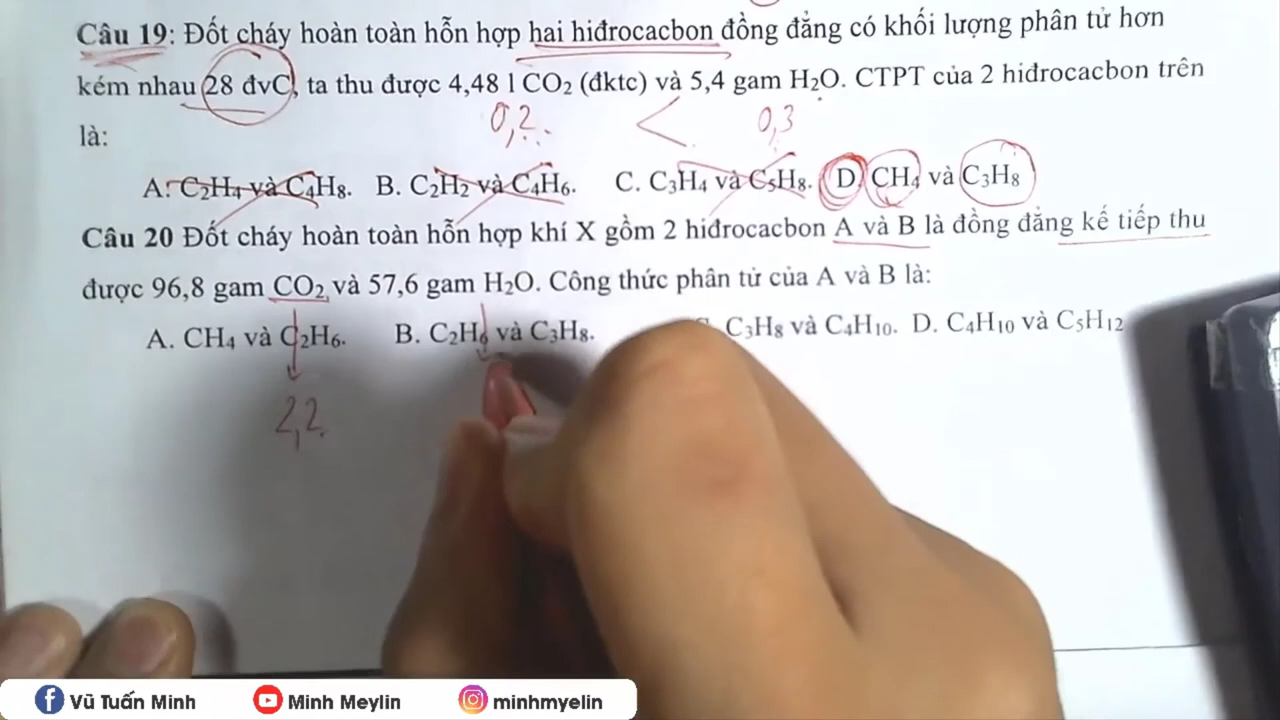 Câu 19: Đốt cháy hoàn toàn hỗn hợp hai hiđrocacbon đồng đẳng có khối lượng phân tử hơn
kém nhau 28 đvC, ta thu được 4,48 l CO₂ (đktc) và 5,4 gam H₂O. CTPT của 2 hiđrocacbon trên
là:
0,2 < 0,3
A. C₂H₄ và C₄H₈. B. C₂H₂ và C₄H₆. C. C₃H₄ và C₅H₈. D. CH₄ và C₃H₈
Câu 20 Đốt cháy hoàn toàn hỗn hợp khí X gồm 2 hiđrocacbon A và B là đồng đẳng kế tiếp thu
được 96,8 gam CO₂ và 57,6 gam H₂O. Công thức phân tử của A và B là:
A. CH₄ và C₂H₆. B. C₂H₆ và C₃H₈. C. C₃H₈ và C₄H₁₀. D. C₄H₁₀ và C₅H₁₂
2,2
Vũ Tuấn Minh Minh Meylin minhmyelin